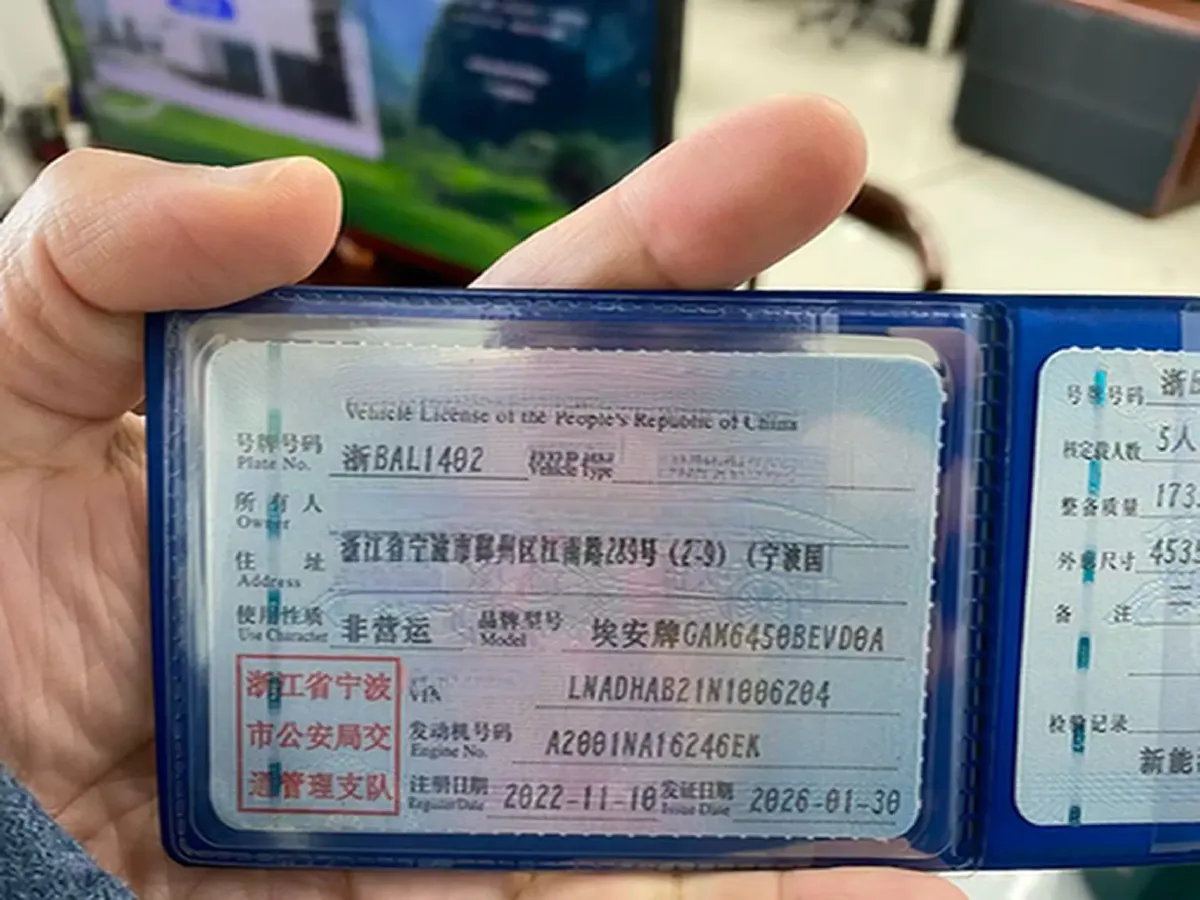 Vehicle License of the People's Republic of China
号牌号码 浙BAL1402
Plate No. Vehicle Type
所有人
Owner
住址 浙江省宁波市鄞州区江南路269号(2-9)(宁波国
Address
使用性质 非营运 品牌型号 埃安牌GAM6450BEVD0A
Use Character Model
浙江省宁波
市公安局交
通管理支队
VIN LNADHAB21N1006204
发动机号码 A2001NA16246EK
Engine No.
注册日期 2022-11-10 发证日期 2026-01-30
Register Date Issue Date
号牌号码 浙
核定载人数 5人
整备质量 173
外廓尺寸 4535
备注
检验记录
新能